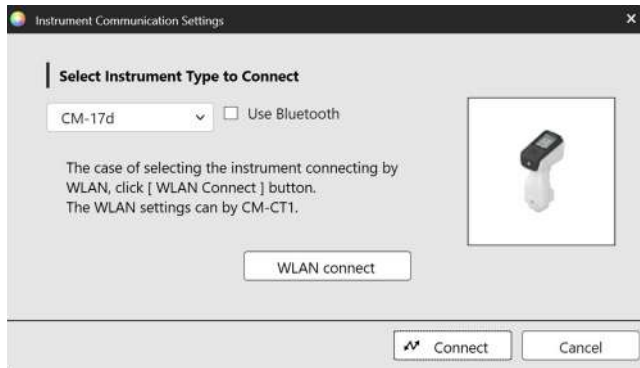 Instrument Communication Settings
Select Instrument Type to Connect
CM-17d Use Bluetooth
The case of selecting the instrument connecting by
WLAN, click [ WLAN Connect ] button.
The WLAN settings can by CM-CT1.
WLAN connect
Connect Cancel